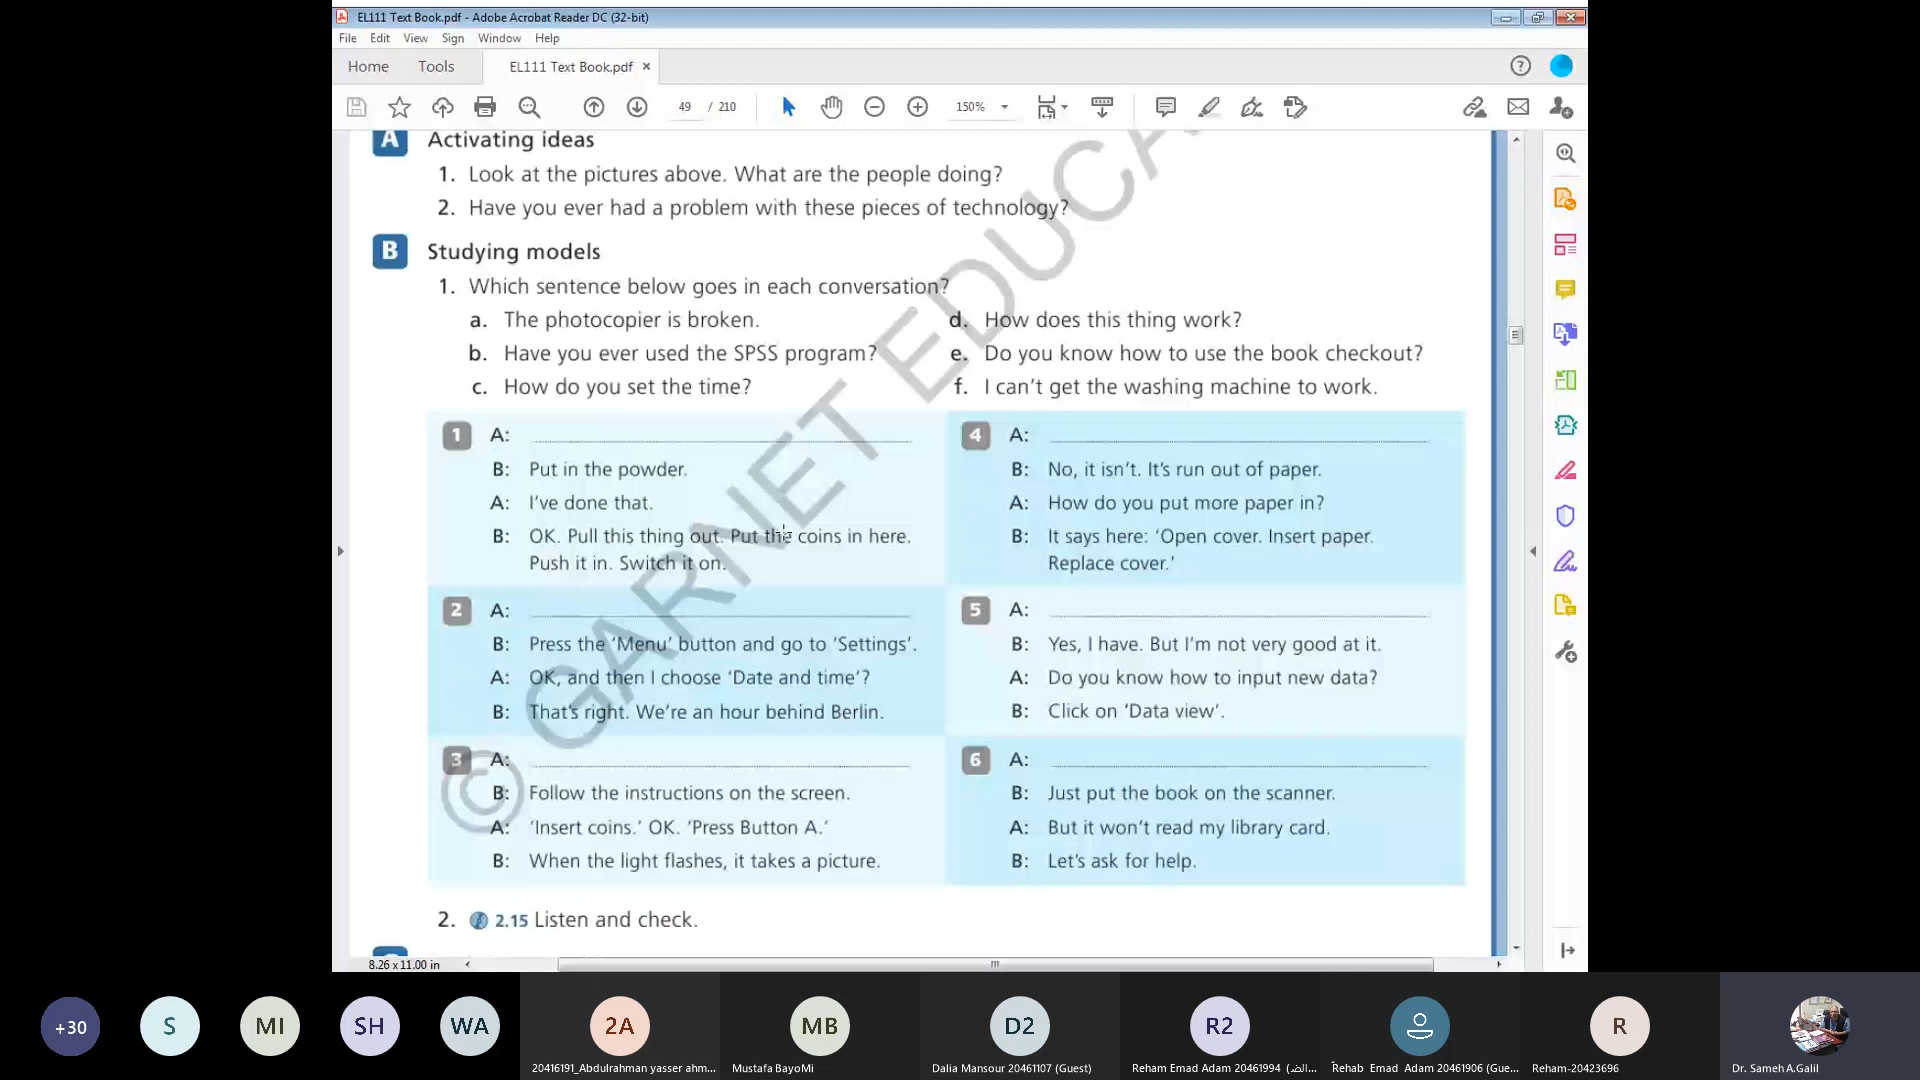 EL111 Text Book.pdf - Adobe Acrobat Reader DC (32-bit)
File Edit View Sign Window Help
Home Tools EL111 Text Book.pdf ×
49 / 210 150%
A Activating ideas
1. Look at the pictures above. What are the people doing?
2. Have you ever had a problem with these pieces of technology?
B Studying models
1. Which sentence below goes in each conversation?
a. The photocopier is broken.
b. Have you ever used the SPSS program?
c. How do you set the time?
d. How does this thing work?
e. Do you know how to use the book checkout?
f. I can't get the washing machine to work.
1 A:
B: Put in the powder.
A: I've done that.
B: OK. Pull this thing out. Put the coins in here.
Push it in. Switch it on.
2 A:
B: Press the ‘Menu’ button and go to ‘Settings’.
A: OK, and then I choose ‘Date and time’?
B: That's right. We're an hour behind Berlin.
3 A:
B: Follow the instructions on the screen.
A: ‘Insert coins.’ OK. ‘Press Button A.’
B: When the light flashes, it takes a picture.
4 A:
B: No, it isn't. It's run out of paper.
A: How do you put more paper in?
B: It says here: ‘Open cover. Insert paper.
Replace cover.’
5 A:
B: Yes, I have. But I'm not very good at it.
A: Do you know how to input new data?
B: Click on ‘Data view’.
6 A:
B: Just put the book on the scanner.
A: But it won't read my library card.
B: Let's ask for help.
2. 2.15 Listen and check.
© GARNET EDUCA
8.26 x 11.00 in
+30 S MI SH WA 2A MB D2 R2 R
20416191_Abdulrahman yasser ahm... Mustafa BayoMi Dalia Mansour 20461107 (Guest) Reham Emad Adam 20461994 Rehab Emad Adam 20461906 (Gue... Reham-20423696 Dr. Sameh A.Galil